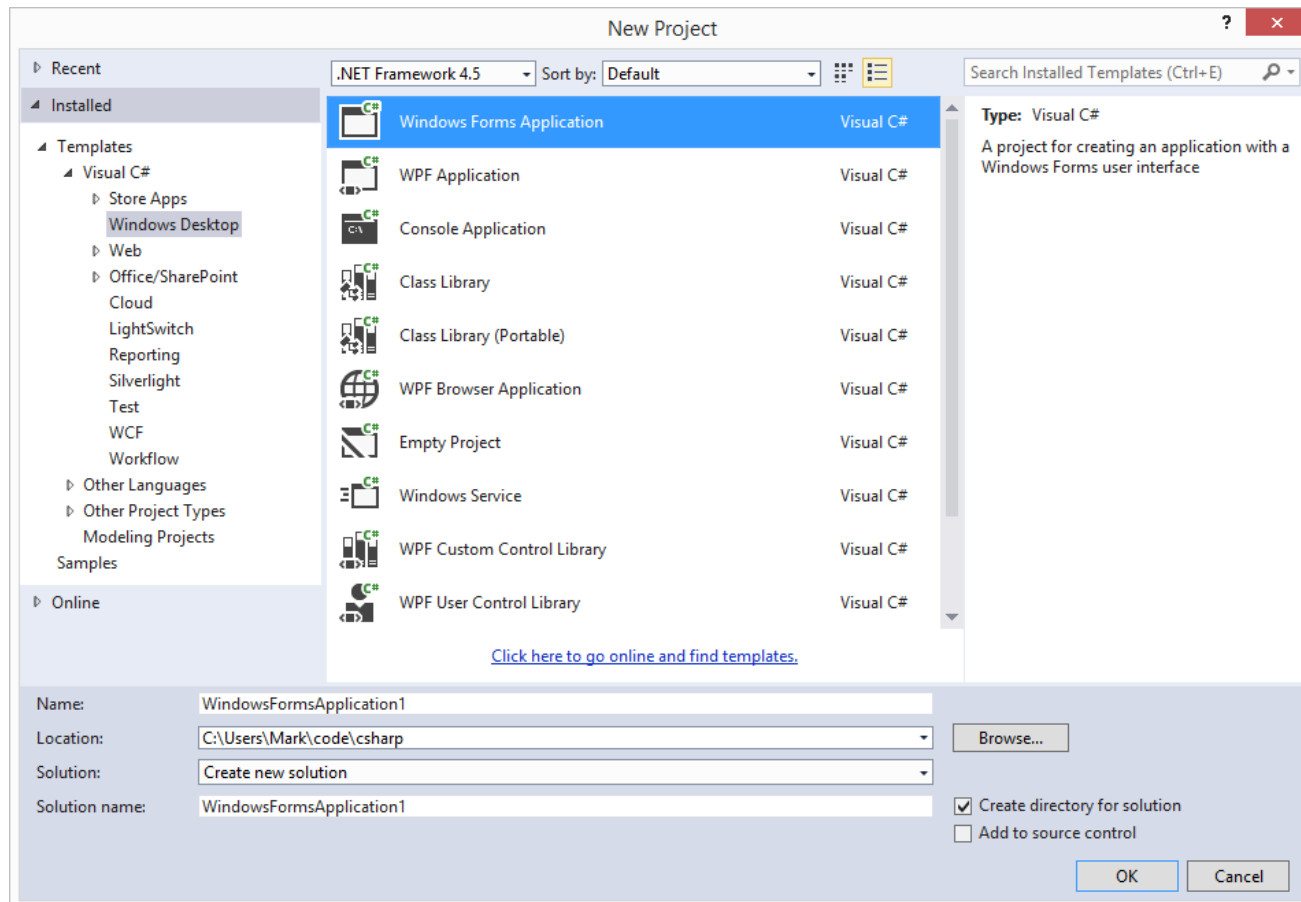 New Project
?
Recent
Installed
Templates
Visual C#
Store Apps
Windows Desktop
Web
Office/SharePoint
Cloud
LightSwitch
Reporting
Silverlight
Test
WCF
Workflow
Other Languages
Other Project Types
Modeling Projects
Samples
Online
.NET Framework 4.5 Sort by: Default
Windows Forms Application Visual C#
WPF Application Visual C#
Console Application Visual C#
Class Library Visual C#
Class Library (Portable) Visual C#
WPF Browser Application Visual C#
Empty Project Visual C#
Windows Service Visual C#
WPF Custom Control Library Visual C#
WPF User Control Library Visual C#
Click here to go online and find templates.
Search Installed Templates (Ctrl+E)
Type: Visual C#
A project for creating an application with a
Windows Forms user interface
Name: WindowsFormsApplication1
Location: C:\Users\Mark\code\csharp Browse...
Solution: Create new solution
Solution name: WindowsFormsApplication1
Create directory for solution
Add to source control
OK Cancel